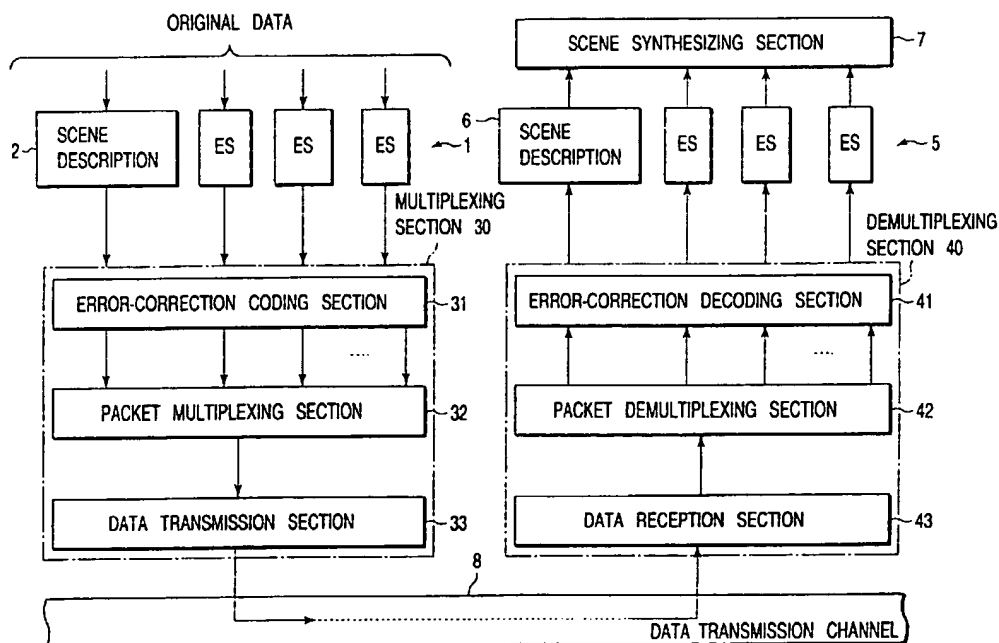 ORIGINAL DATA
2
SCENE
DESCRIPTION
ES
ES
ES
1
MULTIPLEXING
SECTION 30
ERROR-CORRECTION CODING SECTION
31
....
PACKET MULTIPLEXING SECTION
32
DATA TRANSMISSION SECTION
33
SCENE SYNTHESIZING SECTION
7
6
SCENE
DESCRIPTION
ES
ES
ES
5
DEMULTIPLEXING
SECTION 40
ERROR-CORRECTION DECODING SECTION
41
....
PACKET DEMULTIPLEXING SECTION
42
DATA RECEPTION SECTION
43
8
DATA TRANSMISSION CHANNEL